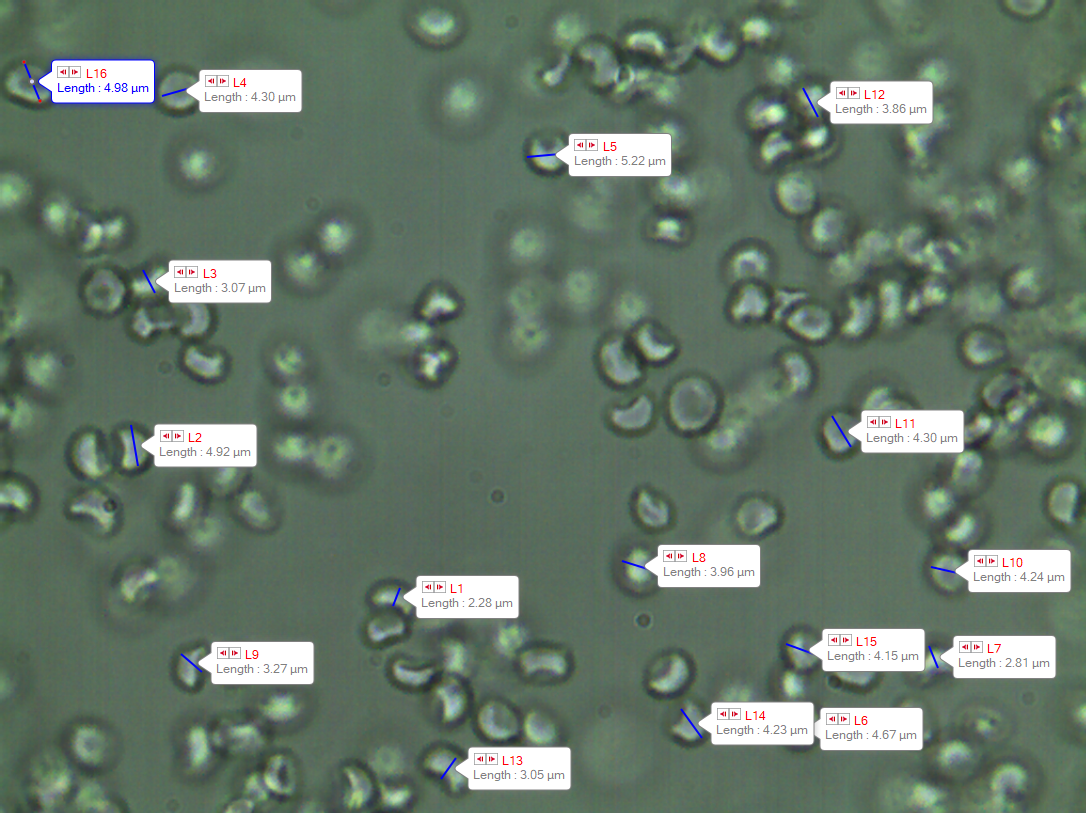 L16
Length : 4.98 µm
L4
Length : 4.30 µm
L12
Length : 3.86 µm
L5
Length : 5.22 µm
L3
Length : 3.07 µm
L11
Length : 4.30 µm
L2
Length : 4.92 µm
L8
Length : 3.96 µm
L10
Length : 4.24 µm
L1
Length : 2.28 µm
L15
Length : 4.15 µm
L7
Length : 2.81 µm
L9
Length : 3.27 µm
L14
Length : 4.23 µm
L6
Length : 4.67 µm
L13
Length : 3.05 µm